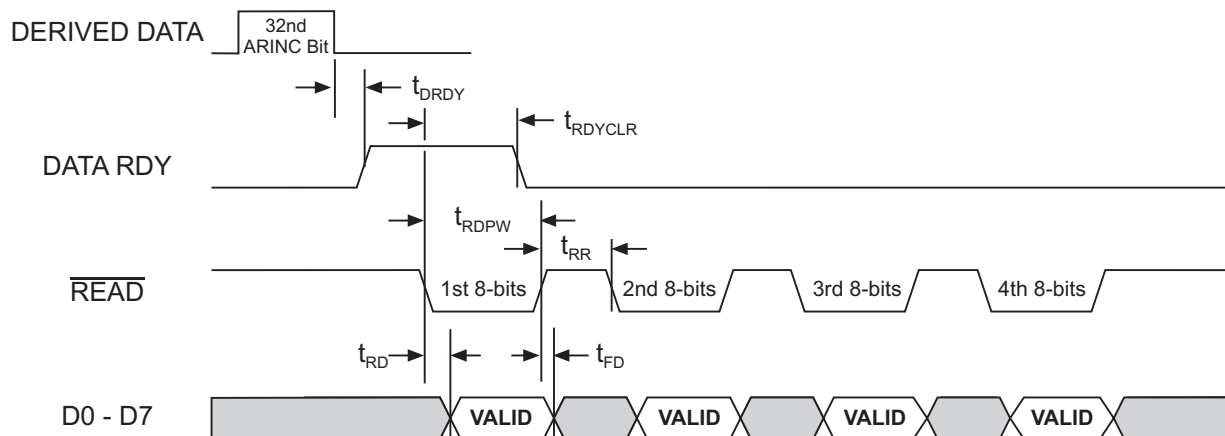 DERIVED DATA
32nd
ARINC Bit
tDRDY
tRDYCLR
DATA RDY
tRDPW
tRR
READ
1st 8-bits
2nd 8-bits
3rd 8-bits
4th 8-bits
tRD
tFD
D0 - D7
VALID
VALID
VALID
VALID